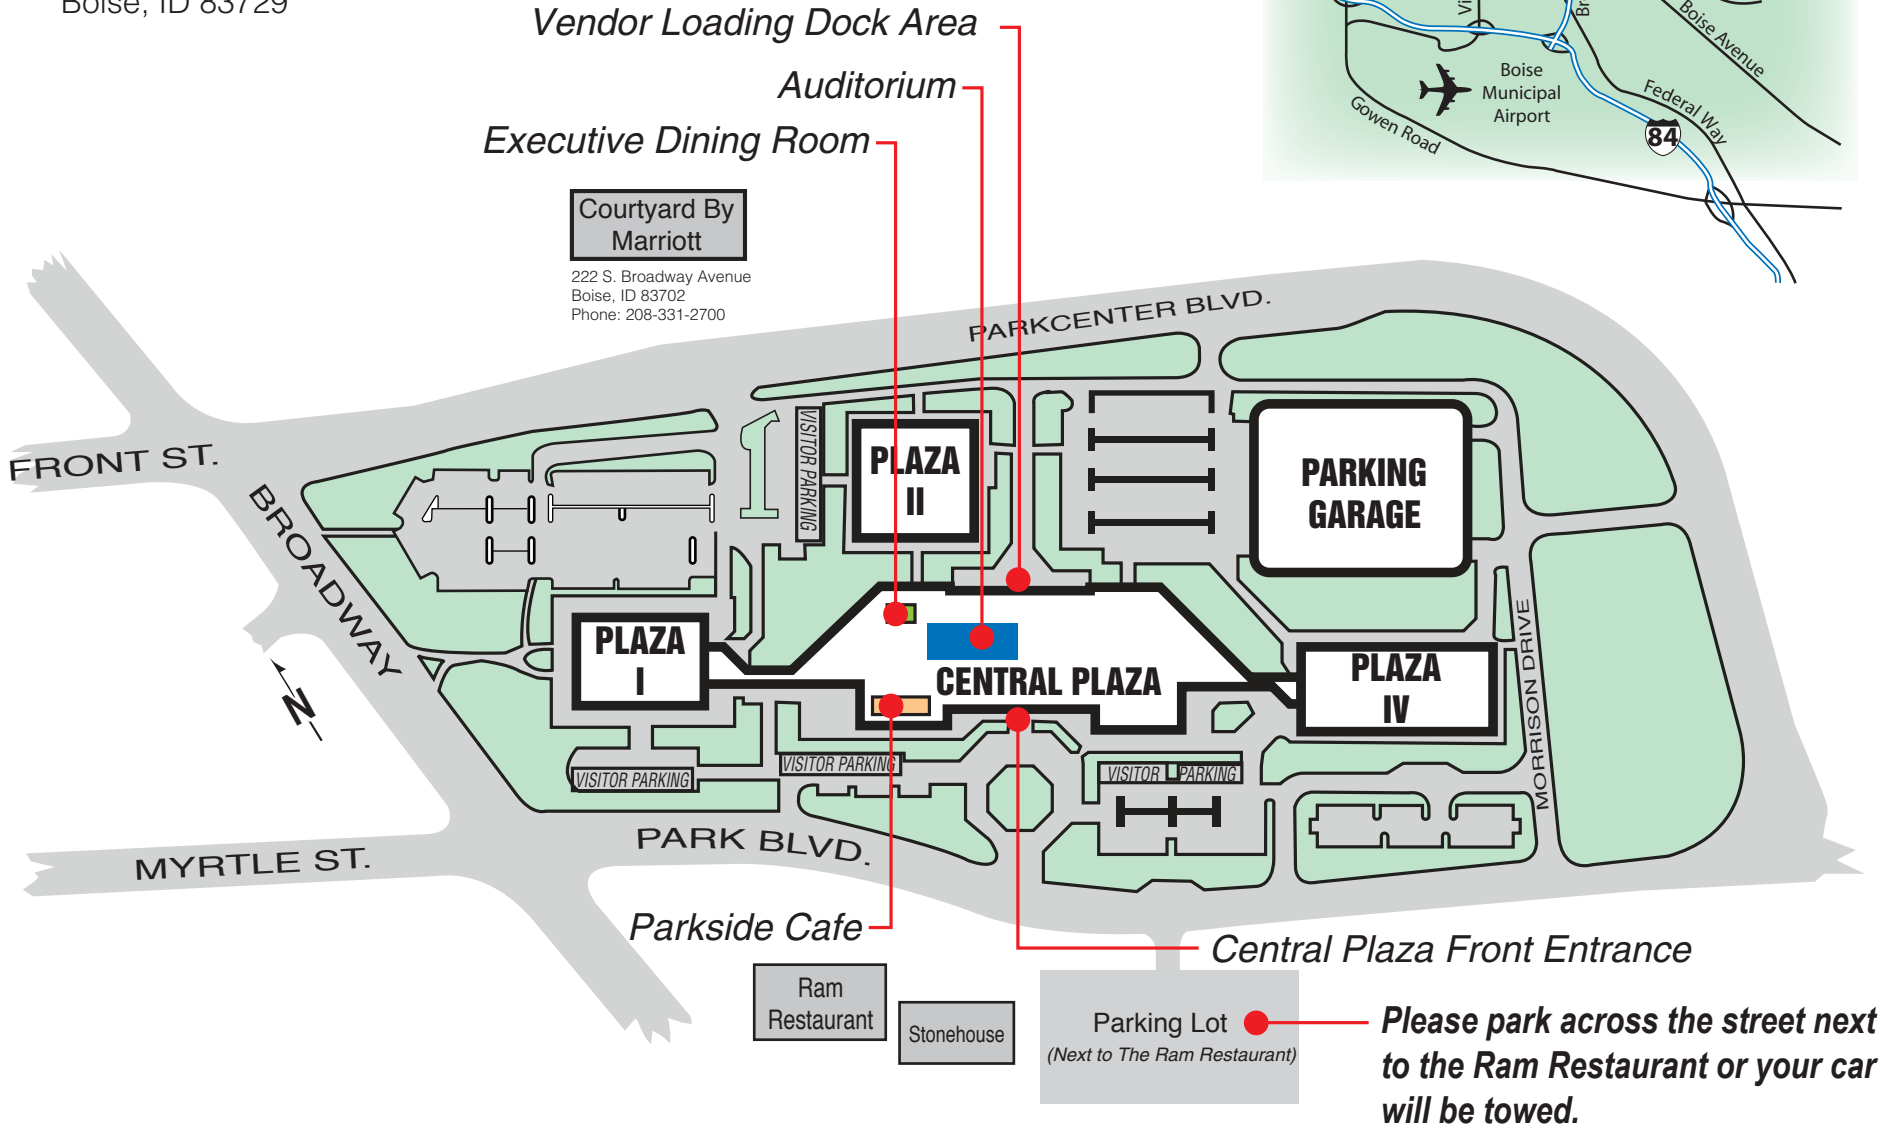 Boise, ID 83729
Vendor Loading Dock Area
Auditorium
Executive Dining Room
Courtyard By
Marriott
222 S. Broadway Avenue
Boise, ID 83702
Phone: 208-331-2700
Boise Avenue
Boise
Municipal
Airport
Federal Way
Gowen Road
84
PARKCENTER BLVD.
FRONT ST.
BROADWAY
VISITOR PARKING
PLAZA
II
PARKING
GARAGE
PLAZA
I
CENTRAL PLAZA
PLAZA
IV
MORRISON DRIVE
N
VISITOR PARKING
VISITOR PARKING
VISITOR PARKING
PARK BLVD.
MYRTLE ST.
Parkside Cafe
Central Plaza Front Entrance
Ram
Restaurant
Stonehouse
Parking Lot
(Next to The Ram Restaurant)
Please park across the street next
to the Ram Restaurant or your car
will be towed.